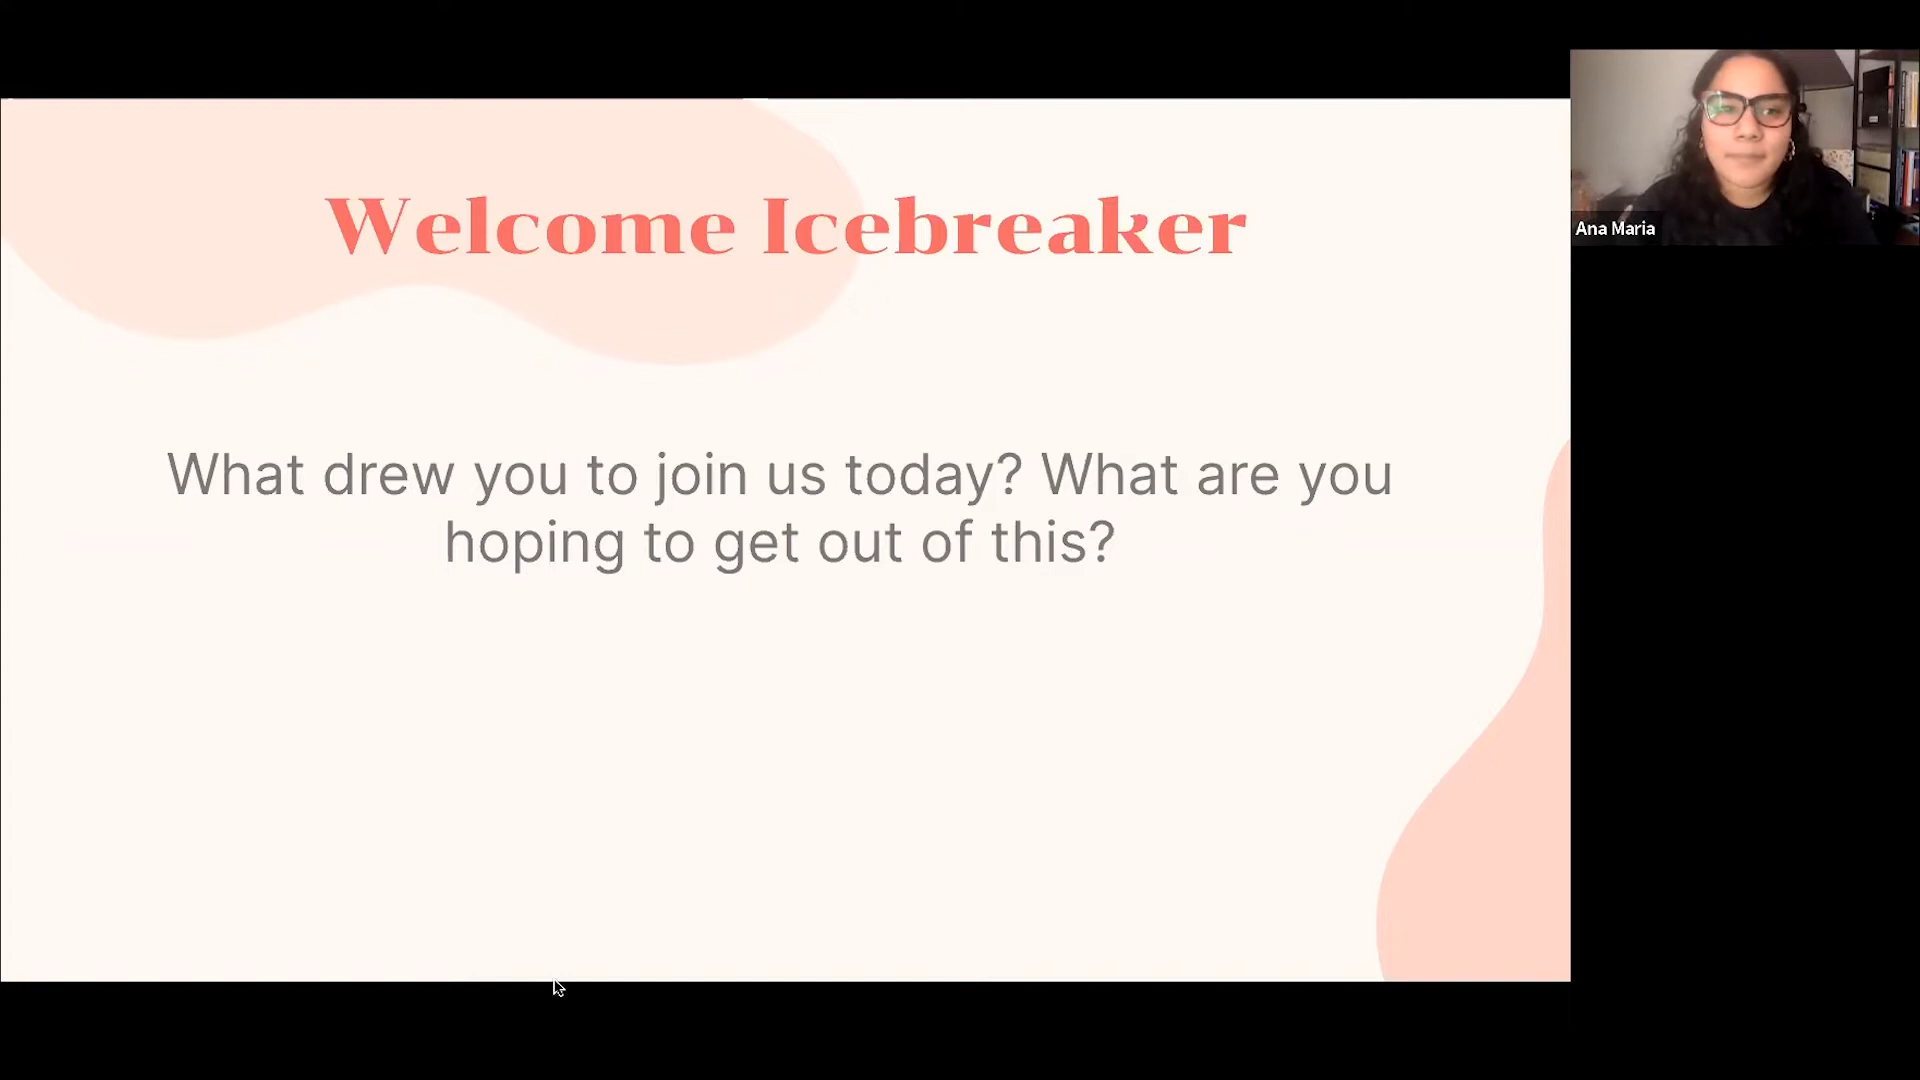 Welcome Icebreaker
What drew you to join us today? What are you
hoping to get out of this?
Ana Maria